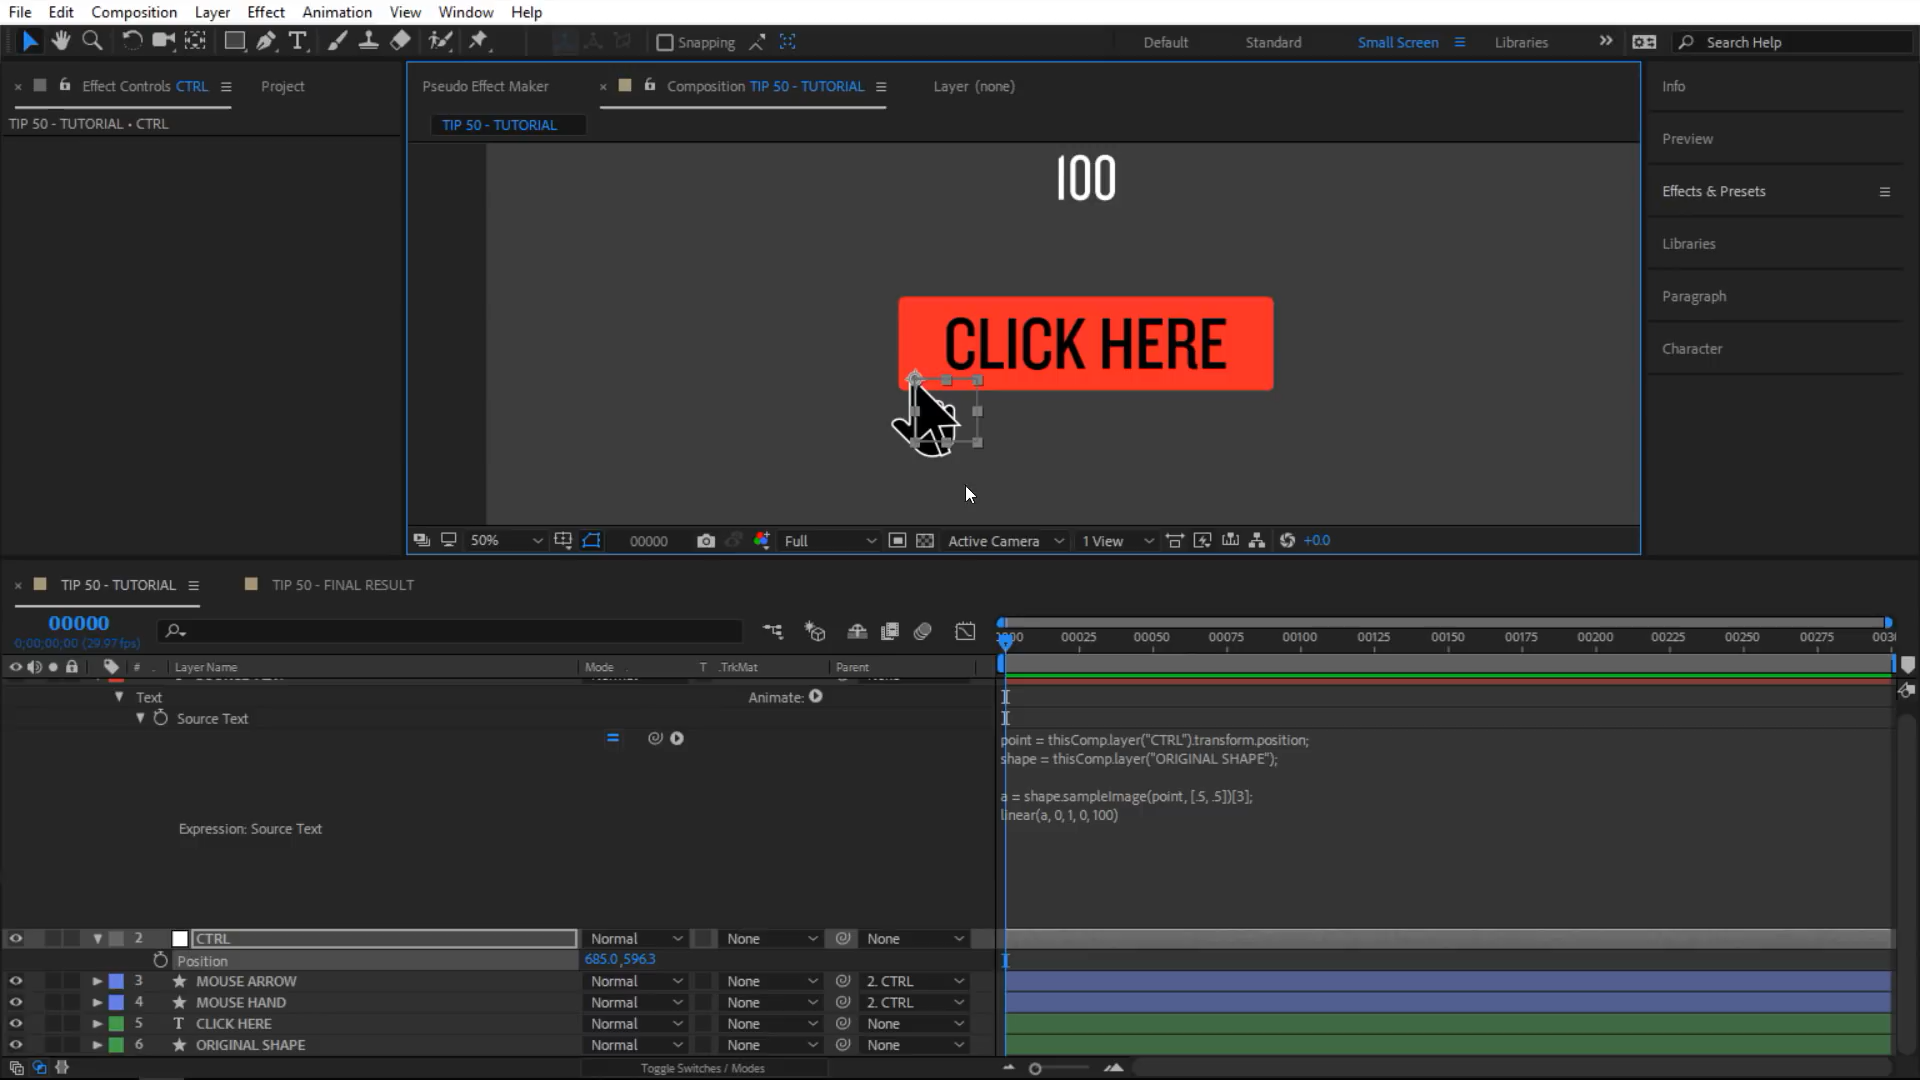 File Edit Composition Layer Effect Animation View Window Help
Snapping Default Standard Small Screen Libraries Search Help
Effect Controls CTRL Project Pseudo Effect Maker Composition TIP 50 - TUTORIAL Layer (none) Info
TIP 50 - TUTORIAL • CTRL TIP 50 - TUTORIAL
Preview
Effects & Presets
Libraries
Paragraph
Character
100
CLICK HERE
50% 00000 Full Active Camera 1 View +0.0
TIP 50 - TUTORIAL TIP 50 - FINAL RESULT
00000
0;00;00;00 (29.97fps)
00025 00050 00075 00100 00125 00150 00175 00200 00225 00250 00275
# Layer Name Mode T .TrkMat Parent
Text Animate:
Source Text
point = thisComp.layer("CTRL").transform.position;
shape = thisComp.layer("ORIGINAL SHAPE");
a = shape.sampleImage(point, [.5, .5])[3];
linear(a, 0, 1, 0, 100)
Expression: Source Text
2 CTRL Normal None None
Position 685.0,596.3
3 MOUSE ARROW Normal None 2. CTRL
4 MOUSE HAND Normal None 2. CTRL
5 T CLICK HERE Normal None None
6 ORIGINAL SHAPE Normal None None
Toggle Switches / Modes